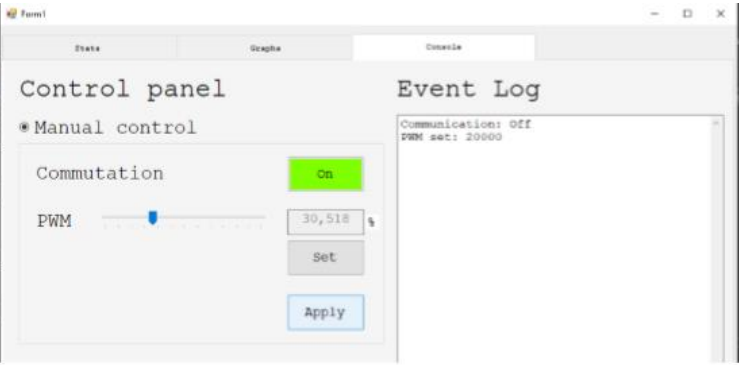 Form1
State Graphs Console
Control panel
Manual control
Commutation On
PWM 30,518 %
Set
Apply
Event Log
Communication: Off
PWM set: 20000